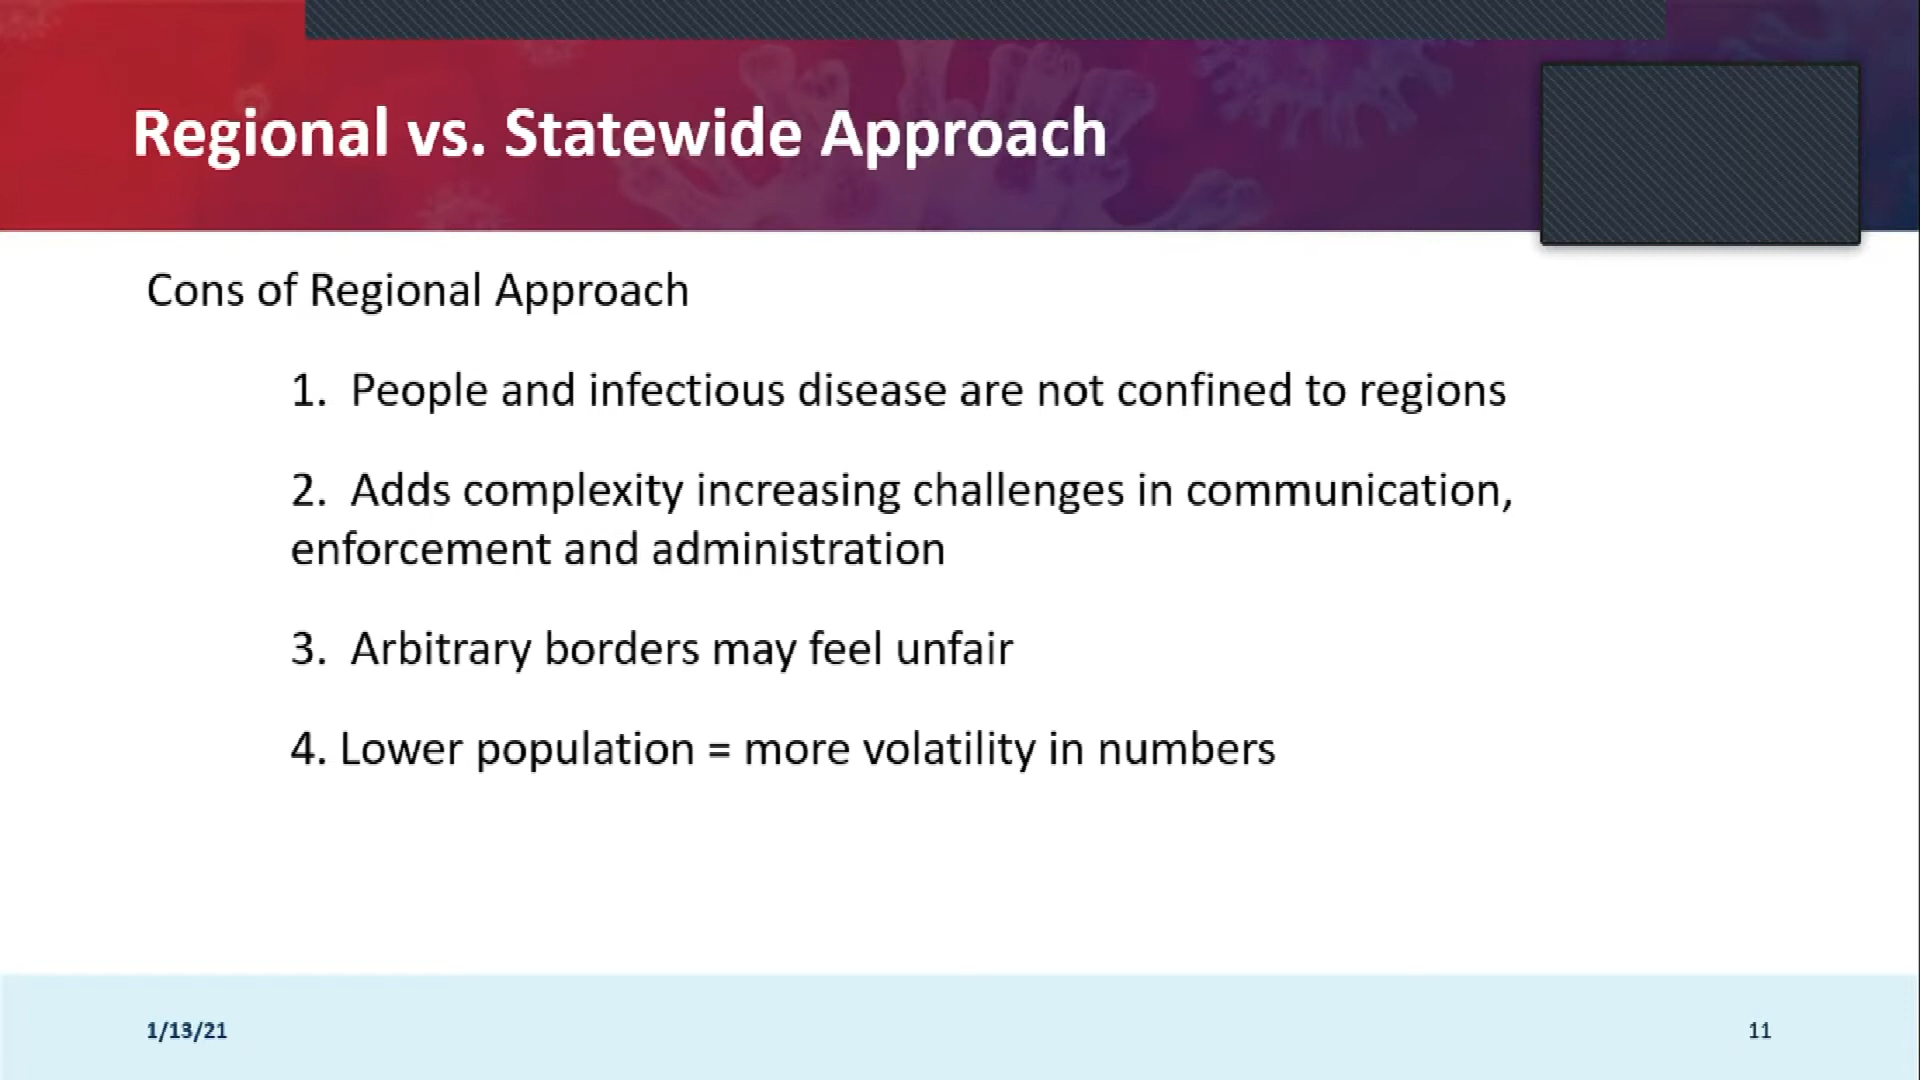 Regional vs. Statewide Approach
Cons of Regional Approach
1. People and infectious disease are not confined to regions
2. Adds complexity increasing challenges in communication,
enforcement and administration
3. Arbitrary borders may feel unfair
4. Lower population = more volatility in numbers
1/13/21
11